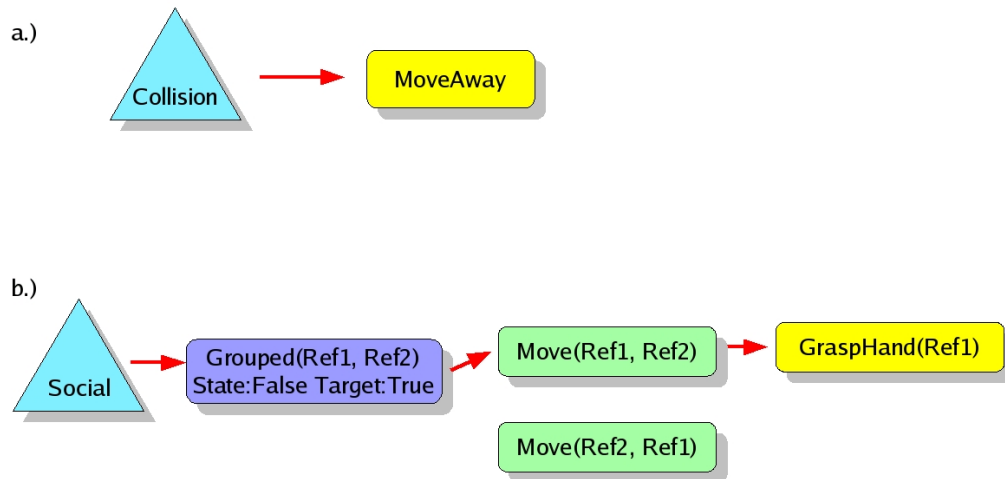 a.)
Collision
MoveAway
b.)
Social
Grouped(Ref1, Ref2)
State:False Target:True
Move(Ref1, Ref2)
GraspHand(Ref1)
Move(Ref2, Ref1)